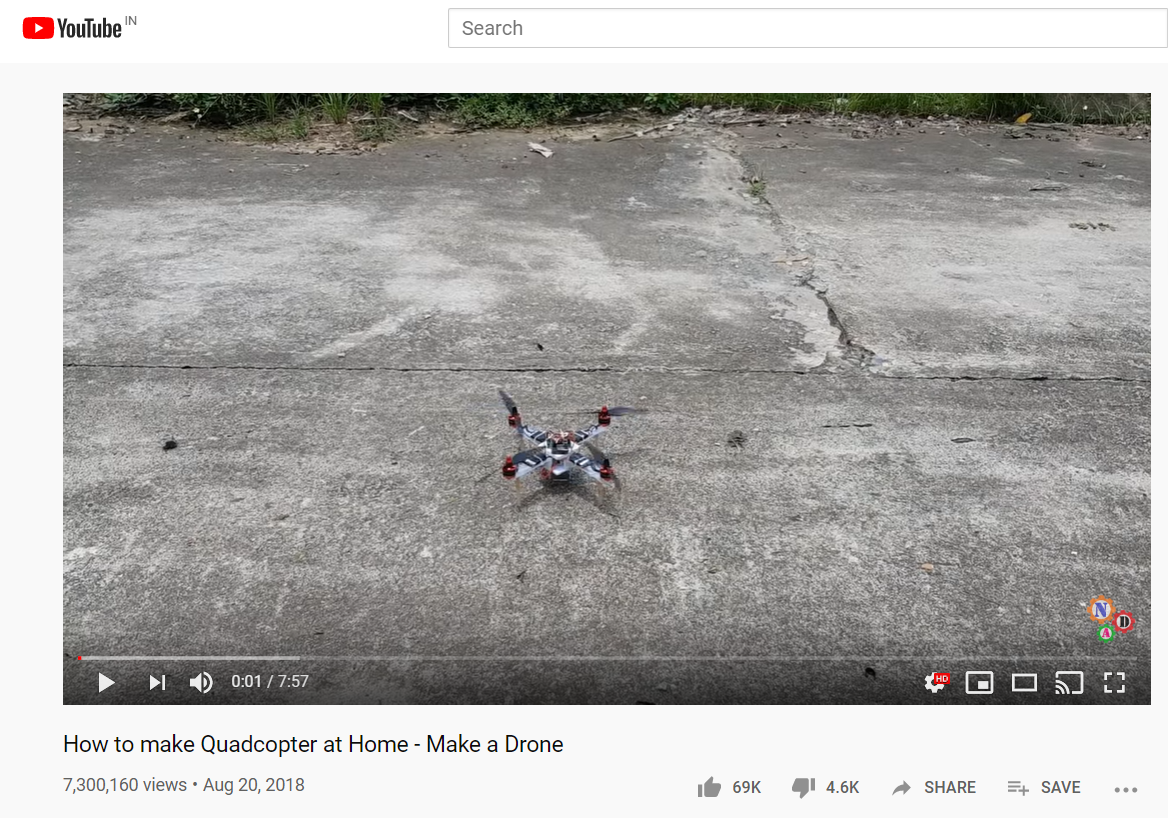 YouTube IN
Search
N
D
A
0:01 / 7:57
HD
How to make Quadcopter at Home - Make a Drone
7,300,160 views • Aug 20, 2018
69K
4.6K
SHARE
SAVE